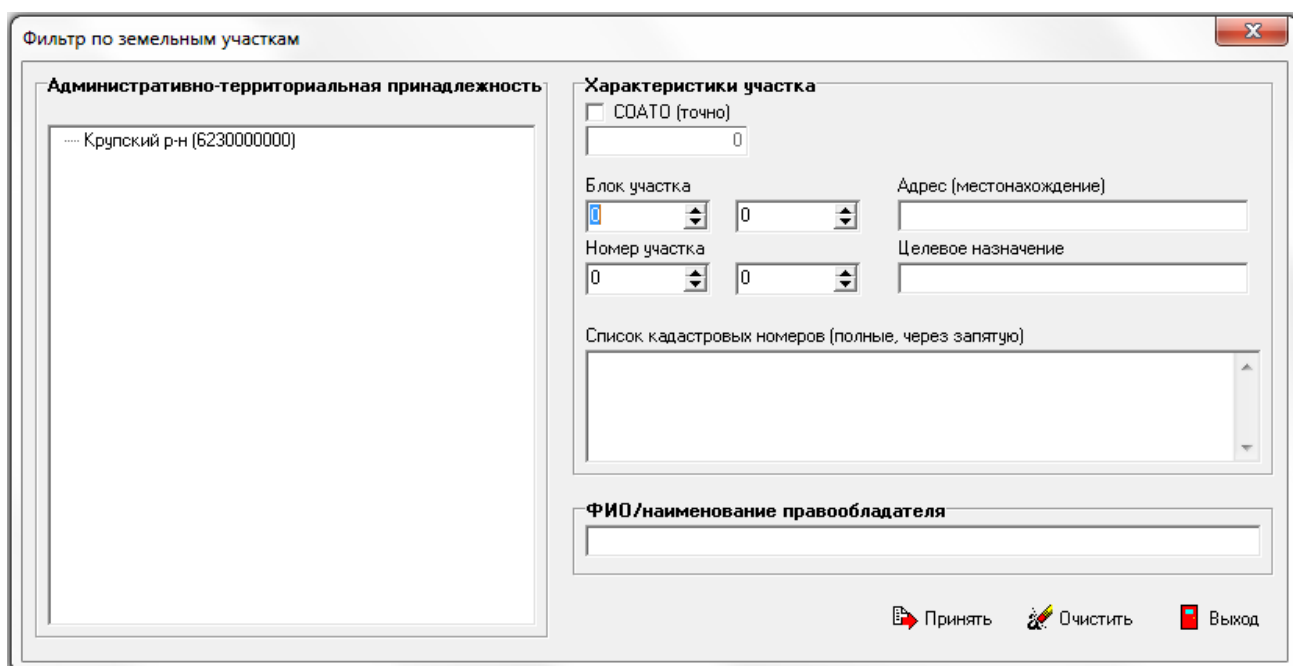 Фильтр по земельным участкам
Административно-территориальная принадлежность
Крупский р-н (6230000000)
Характеристики участка
СОАТО (точно)
0
Блок участка
Адрес (местонахождение)
0 0
Номер участка
Целевое назначение
0 0
Список кадастровых номеров (полные, через запятую)
ФИО/наименование правообладателя
Принять Очистить Выход